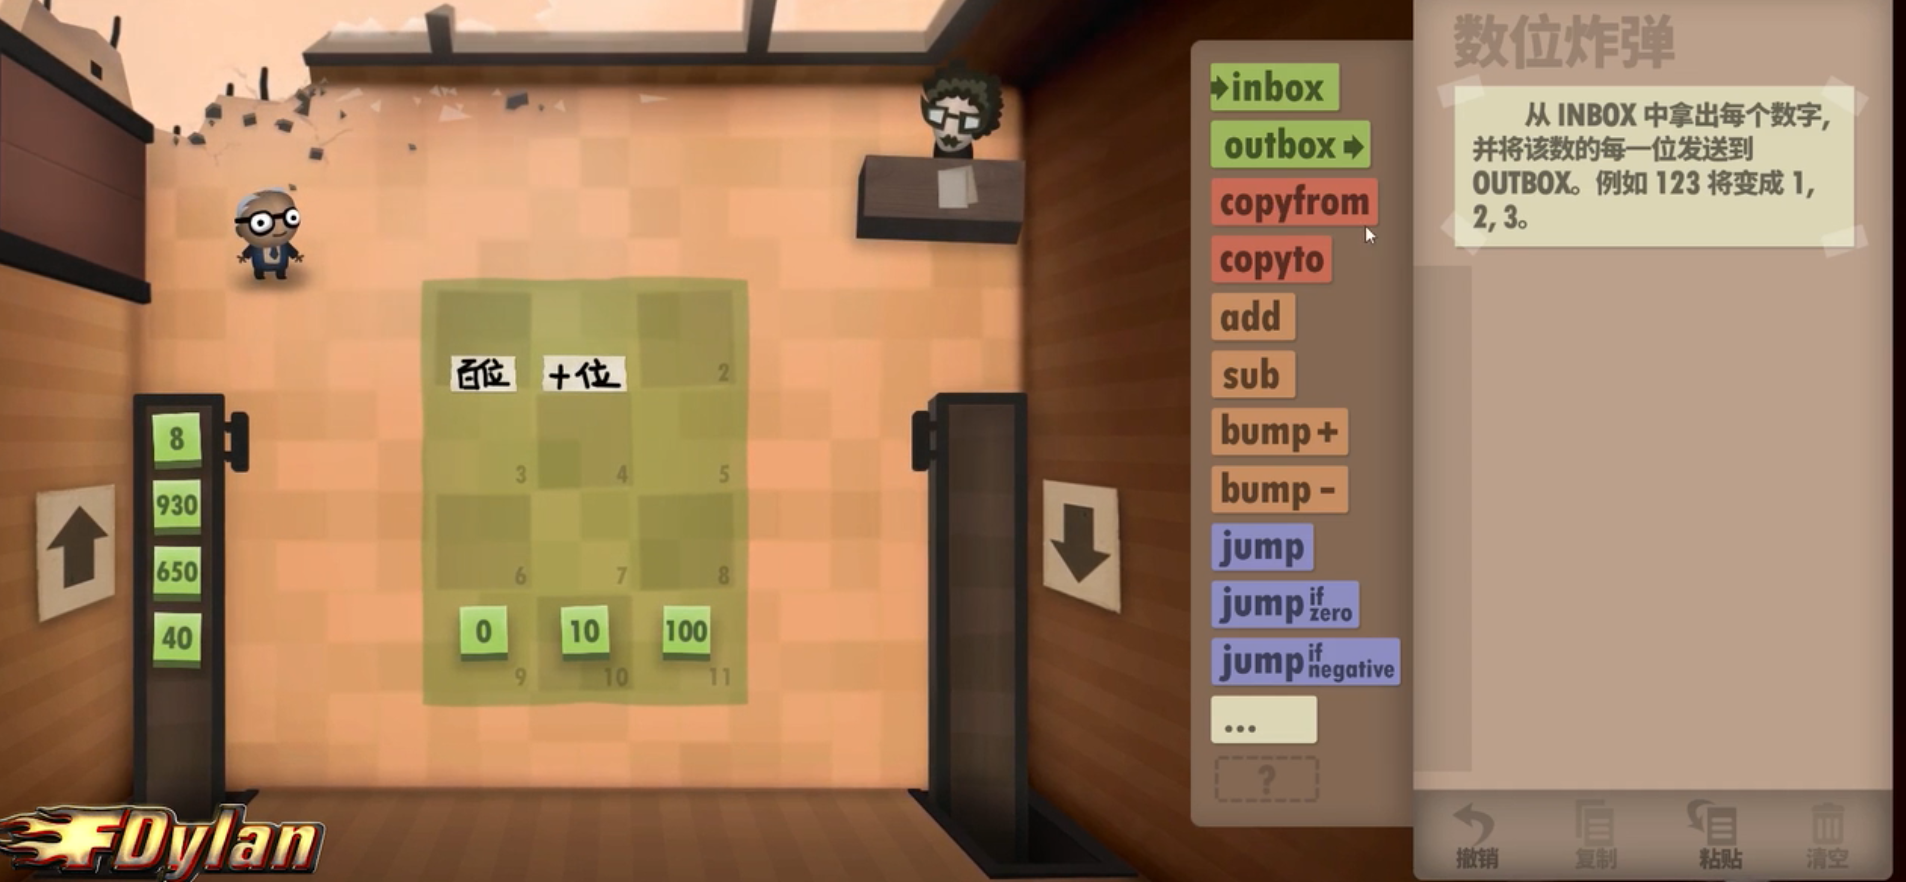 数位炸弹
从 INBOX 中拿出每个数字,
并将该数的每一位发送到
OUTBOX。例如 123 将变成 1,
2, 3。
inbox
outbox
copyfrom
copyto
add
sub
bump +
bump -
jump
jump if zero
jump if negative
...
?
百位 十位 2
3 4 5
6 7 8
0 10 100
9 10 11
8
930
650
40
撤销 复制 粘贴 清空
FDylan